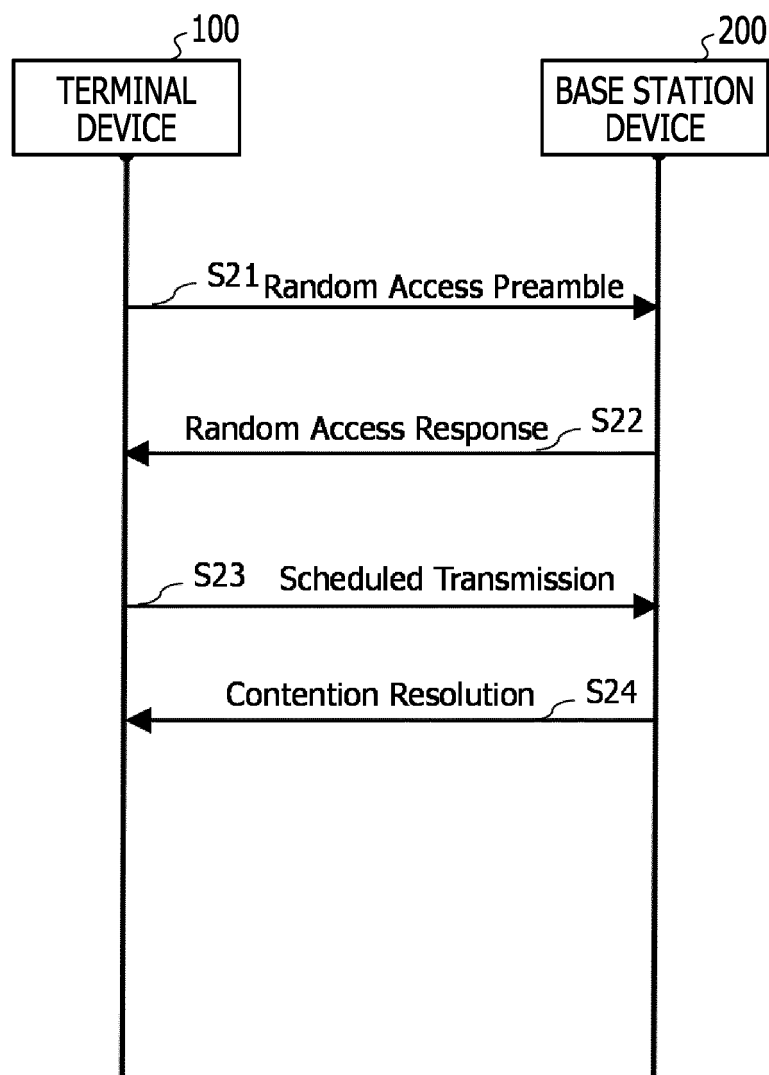 100
200
TERMINAL
DEVICE
BASE STATION
DEVICE
S21 Random Access Preamble
Random Access Response S22
S23 Scheduled Transmission
Contention Resolution S24